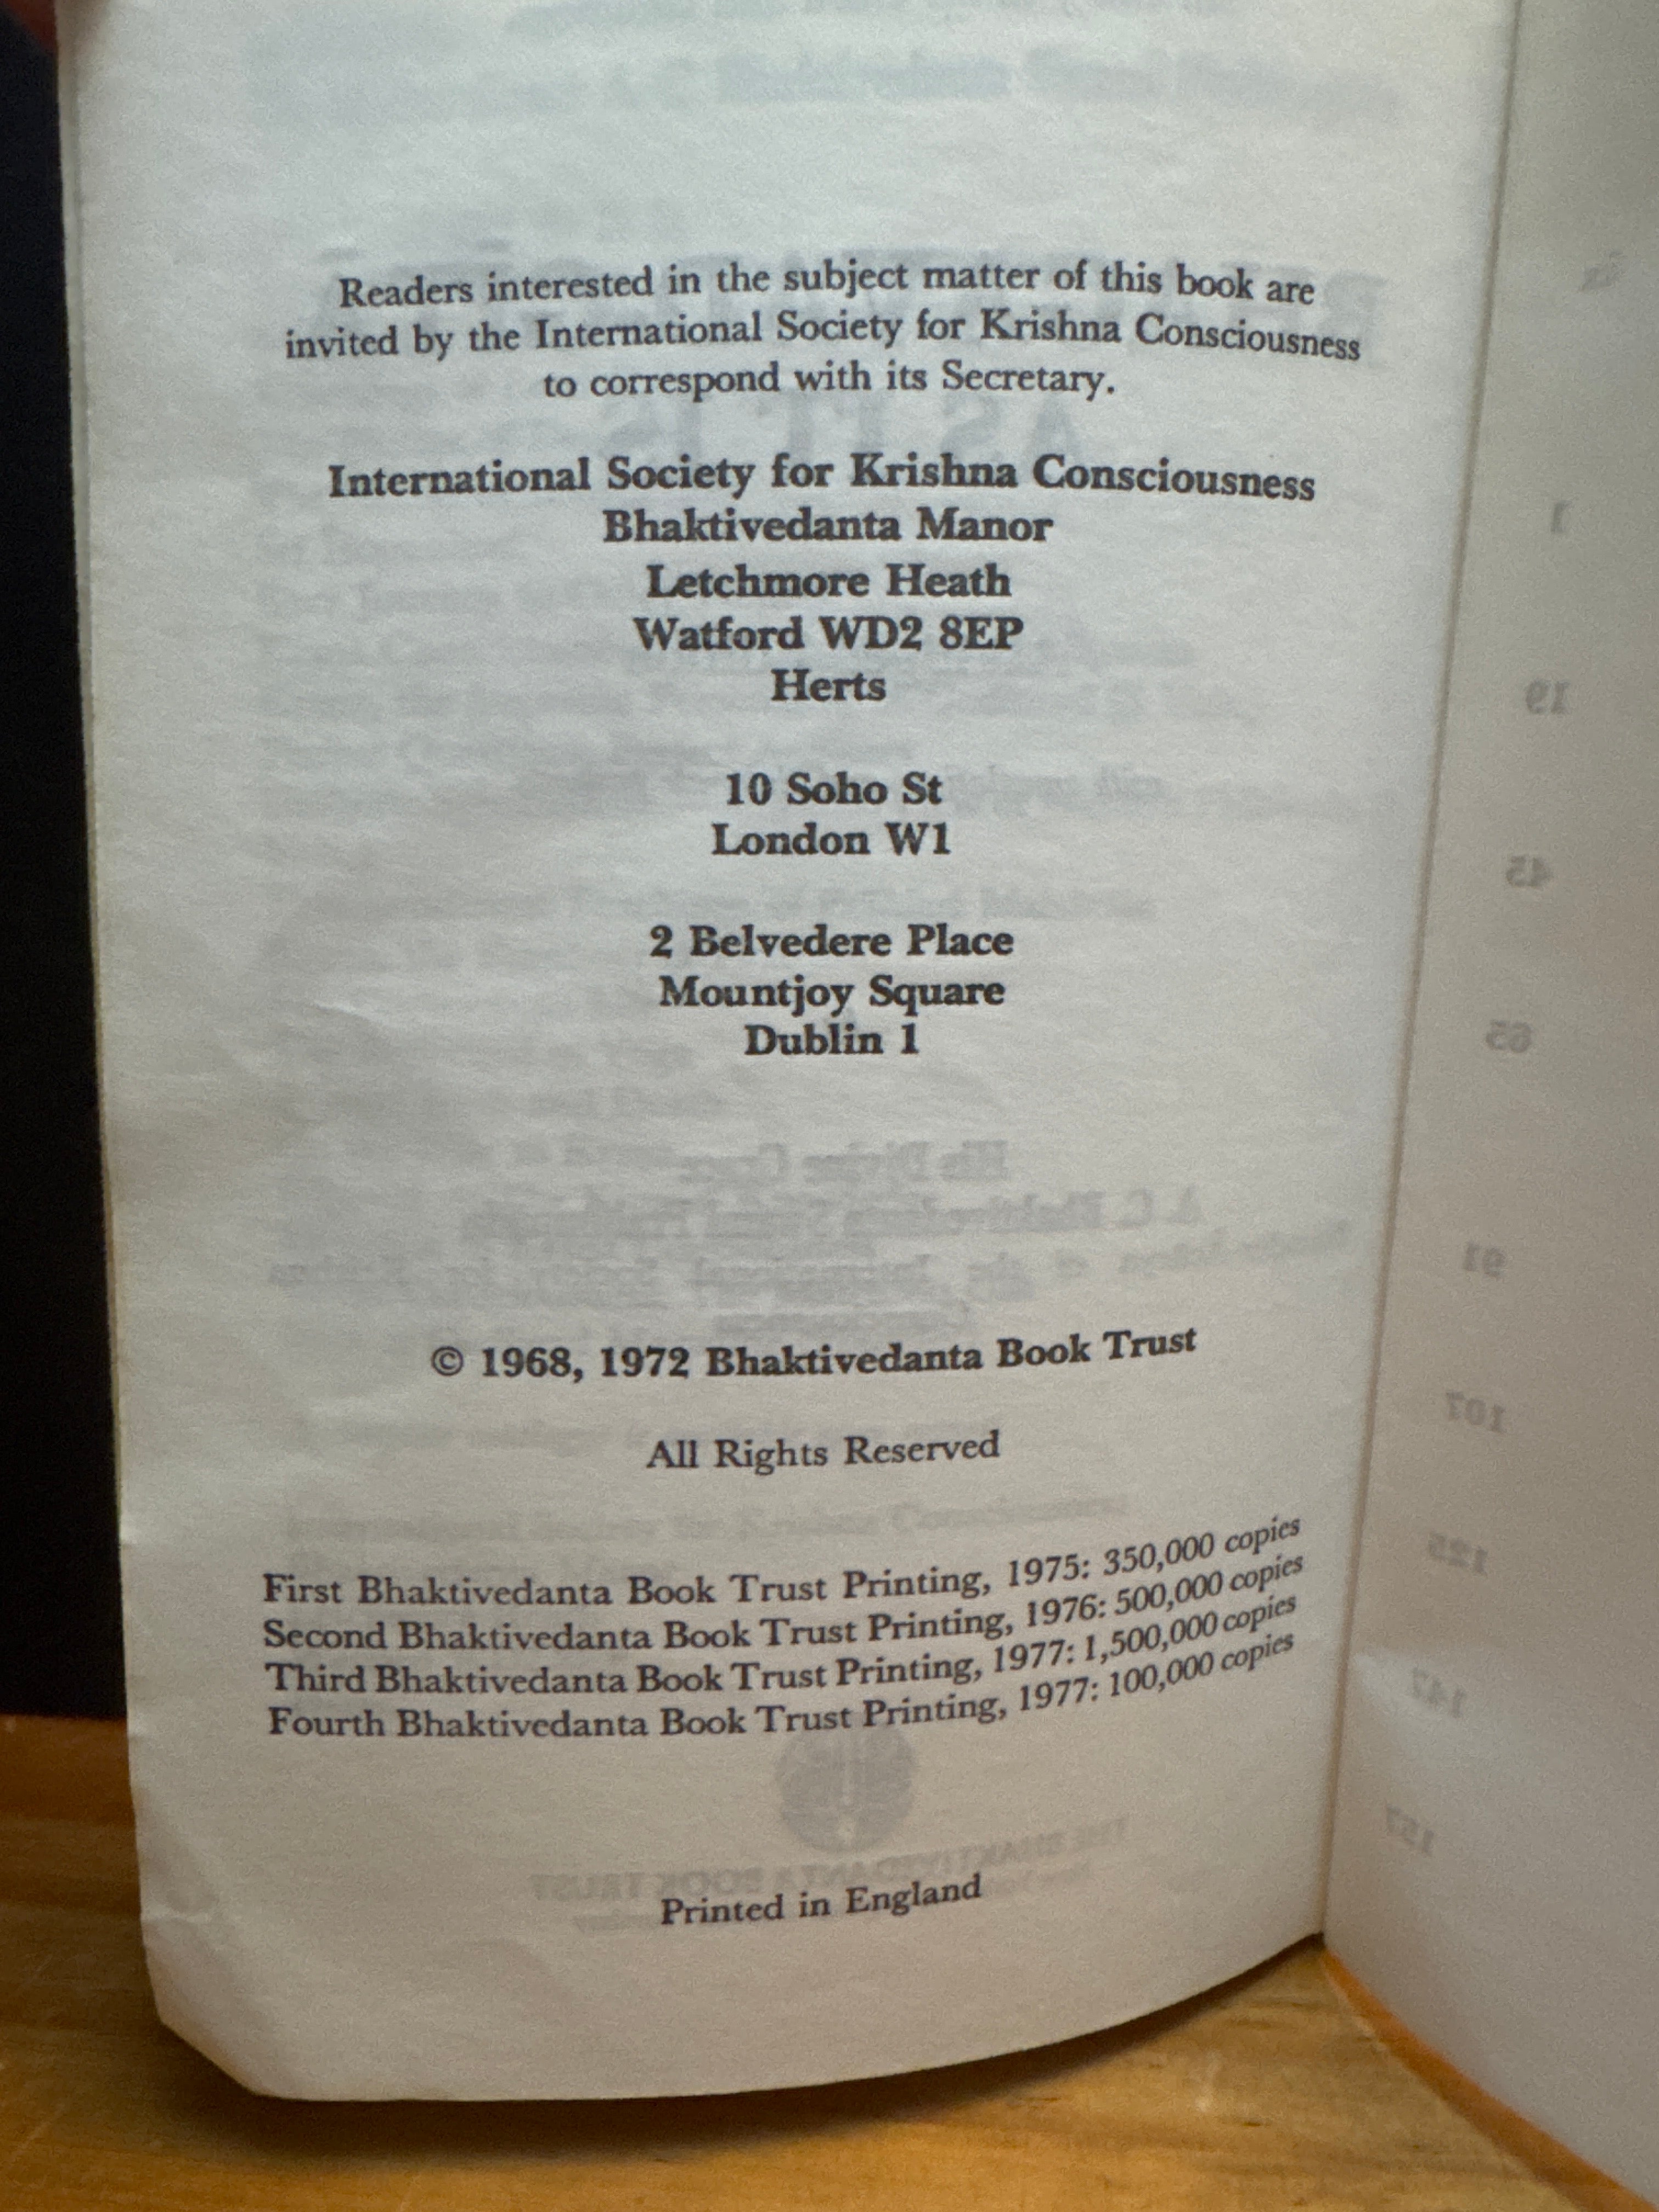 Readers interested in the subject matter of this book are
invited by the International Society for Krishna Consciousness
to correspond with its Secretary.
International Society for Krishna Consciousness
Bhaktivedanta Manor
Letchmore Heath
Watford WD2 8EP
Herts
10 Soho St
London W1
2 Belvedere Place
Mountjoy Square
Dublin 1
© 1968, 1972 Bhaktivedanta Book Trust
All Rights Reserved
First Bhaktivedanta Book Trust Printing, 1975: 350,000 copies
Second Bhaktivedanta Book Trust Printing, 1976: 500,000 copies
Third Bhaktivedanta Book Trust Printing, 1977: 1,500,000 copies
Fourth Bhaktivedanta Book Trust Printing, 1977: 100,000 copies
Printed in England